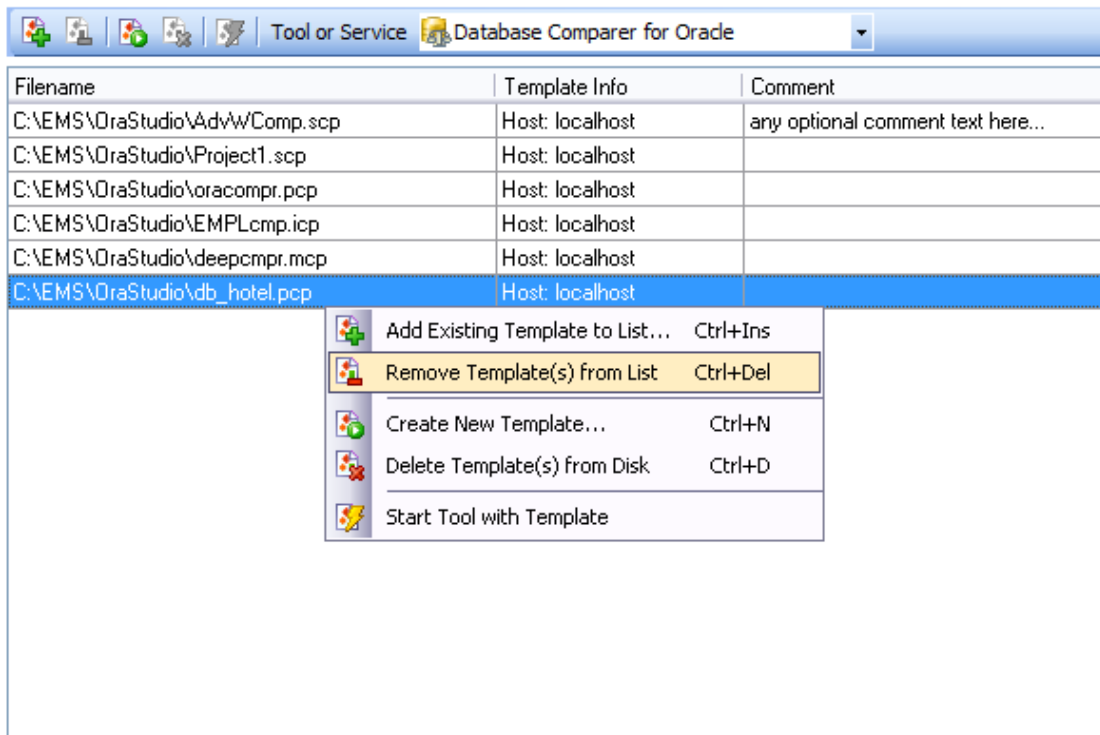 Tool or Service Database Comparer for Oracle
Filename Template Info Comment
C:\EMS\OraStudio\AdvWComp.scp Host: localhost any optional comment text here...
C:\EMS\OraStudio\Project1.scp Host: localhost
C:\EMS\OraStudio\oracompr.pcp Host: localhost
C:\EMS\OraStudio\EMPLcmp.icp Host: localhost
C:\EMS\OraStudio\deepcmpr.mcp Host: localhost
C:\EMS\OraStudio\db_hotel.pcp Host: localhost
Add Existing Template to List... Ctrl+Ins
Remove Template(s) from List Ctrl+Del
Create New Template... Ctrl+N
Delete Template(s) from Disk Ctrl+D
Start Tool with Template